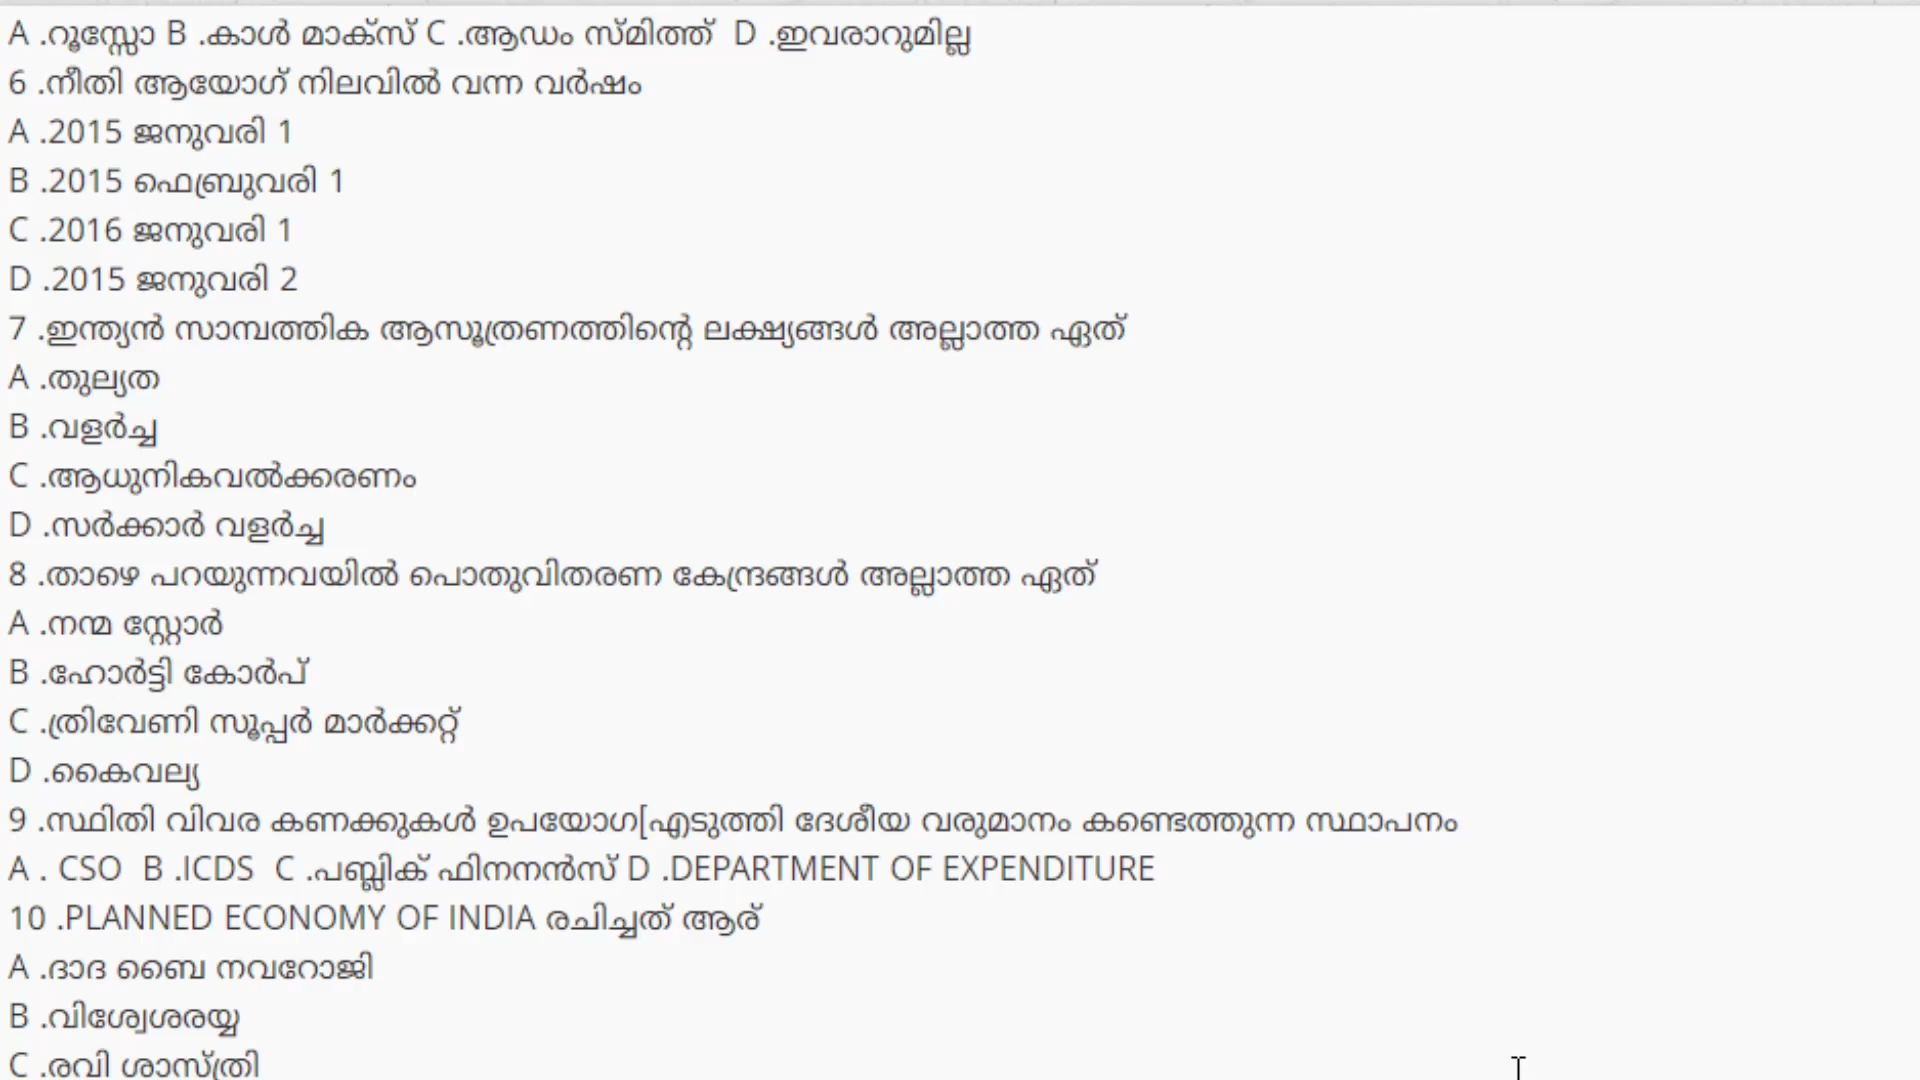 A .റൂസ്സോ B .കാൾ മാക്സ് C .ആഡം സ്മിത്ത് D .ഇവരാറുമില്ല
6 .നീതി ആയോഗ് നിലവിൽ വന്ന വർഷം
A .2015 ജനുവരി 1
B .2015 ഫെബ്രുവരി 1
C .2016 ജനുവരി 1
D .2015 ജനുവരി 2
7 .ഇന്ത്യൻ സാമ്പത്തിക ആസൂത്രണത്തിന്റെ ലക്ഷ്യങ്ങൾ അല്ലാത്ത ഏത്
A .തുല്യത
B .വളർച്ച
C .ആധുനികവൽക്കരണം
D .സർക്കാർ വളർച്ച
8 .താഴെ പറയുന്നവയിൽ പൊതുവിതരണ കേന്ദ്രങ്ങൾ അല്ലാത്ത ഏത്
A .നന്മ സ്റ്റോർ
B .ഹോർട്ടി കോർപ്
C .ത്രിവേണി സൂപ്പർ മാർക്കറ്റ്
D .കൈവല്യ
9 .സ്ഥിതി വിവര കണക്കുകൾ ഉപയോഗ[എടുത്തി ദേശീയ വരുമാനം കണ്ടെത്തുന്ന സ്ഥാപനം
A . CSO B .ICDS C .പബ്ലിക് ഫിനനൻസ് D .DEPARTMENT OF EXPENDITURE
10 .PLANNED ECONOMY OF INDIA രചിച്ചത് ആര്
A .ദാദ ബൈ നവറോജി
B .വിശ്വേശരയ്യ
C .രവി ശാസ്ത്രി